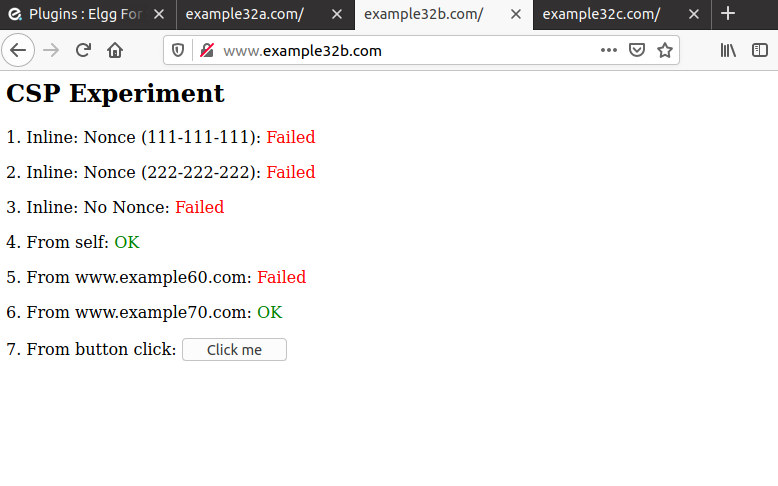 Plugins : Elgg For example32a.com/ example32b.com/ example32c.com/
www.example32b.com
CSP Experiment
1. Inline: Nonce (111-111-111): Failed
2. Inline: Nonce (222-222-222): Failed
3. Inline: No Nonce: Failed
4. From self: OK
5. From www.example60.com: Failed
6. From www.example70.com: OK
7. From button click: Click me